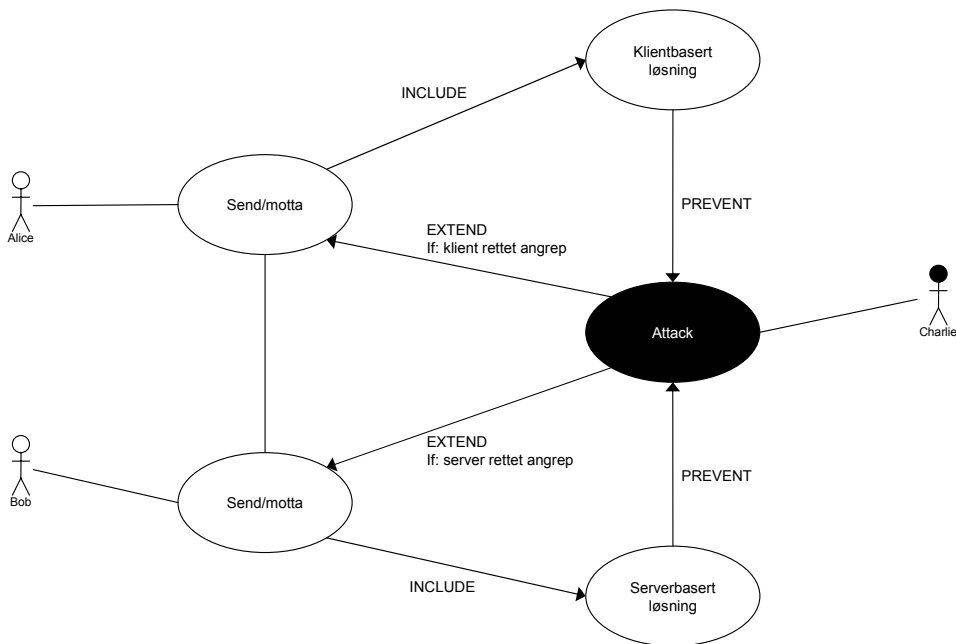 Klientbasert
løsning
INCLUDE
Send/motta
PREVENT
Alice
EXTEND
If: klient rettet angrep
Attack
Charlie
EXTEND
If: server rettet angrep
PREVENT
Bob
Send/motta
INCLUDE
Serverbasert
løsning